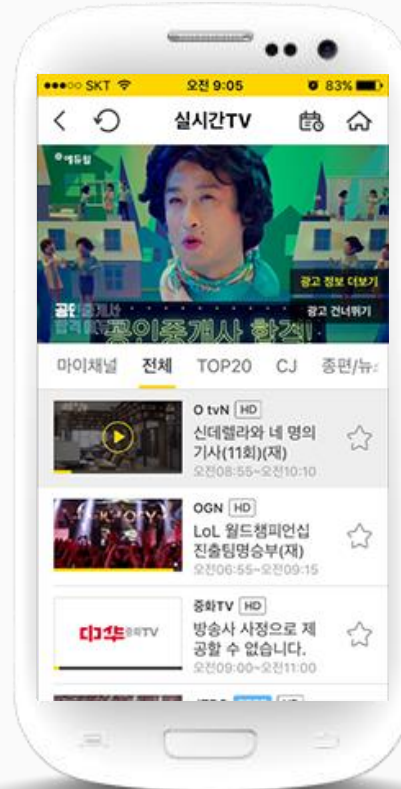 SKT 오전 9:05 83%
실시간TV
에듀윌
광고 정보 더보기
광고 건너뛰기
공인중개사 합격!
마이채널 전체 TOP20 CJ 종편/뉴
O tvN HD
신데렐라와 네 명의
기사(11회)(재)
오전08:55~오전10:10
OGN HD
LoL 월드챔피언십
진출팀명승부(재)
오전06:55~오전09:15
중화TV
중화TV HD
방송사 사정으로 제
공할 수 없습니다.
오전09:00~오전11:00